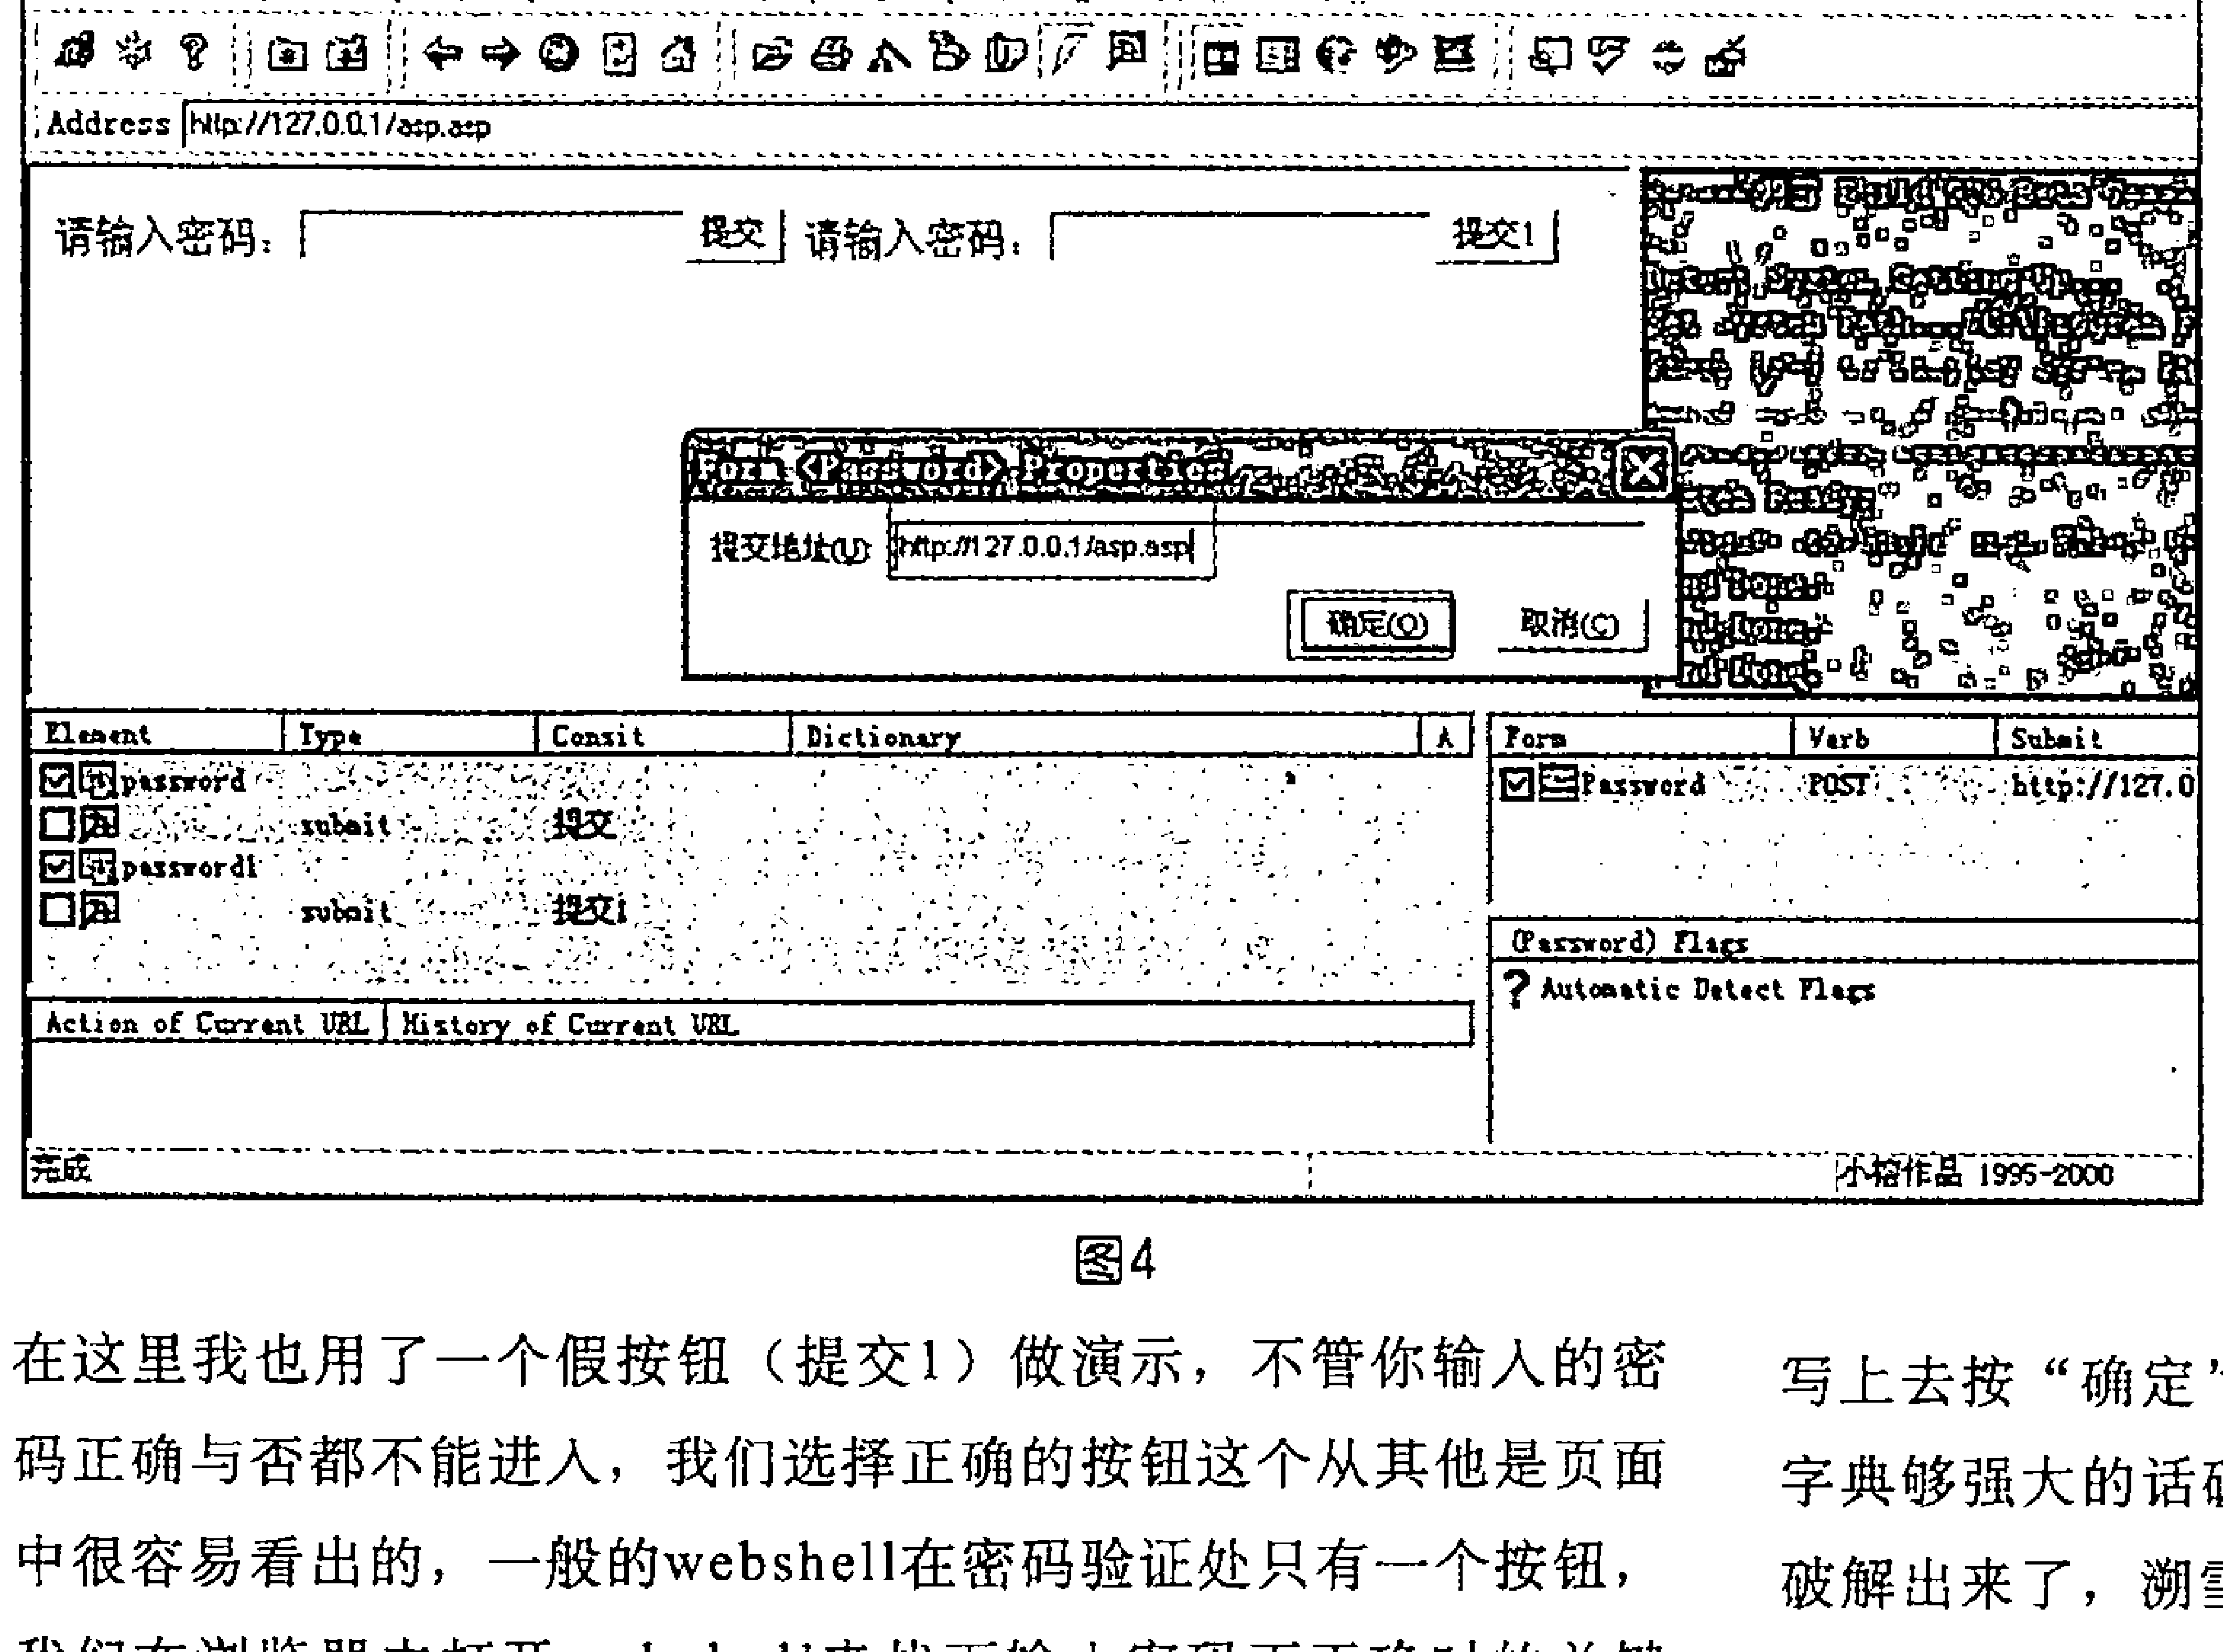 Address http://127.0.0.1/asp.asp
请输入密码： 提交 请输入密码： 提交1
Form <Password> Properties
提交地址(U) http://127.0.0.1/asp.asp
确定(O) 取消(C)
Element Type Consit Dictionary A
password
submit 提交
password1
submit 提交1
Form Verb Submit
Password POST http://127.0
(Password) Flags
Automatic Detect Flags
Action of Current URL History of Current URL
完成
小榕作品 1995-2000
图4
在这里我也用了一个假按钮（提交1）做演示，不管你输入的密
码正确与否都不能进入，我们选择正确的按钮这个从其他是页面
中很容易看出的，一般的webshell在密码验证处只有一个按钮，
写上去按“确定”
字典够强大的话
破解出来了，溯